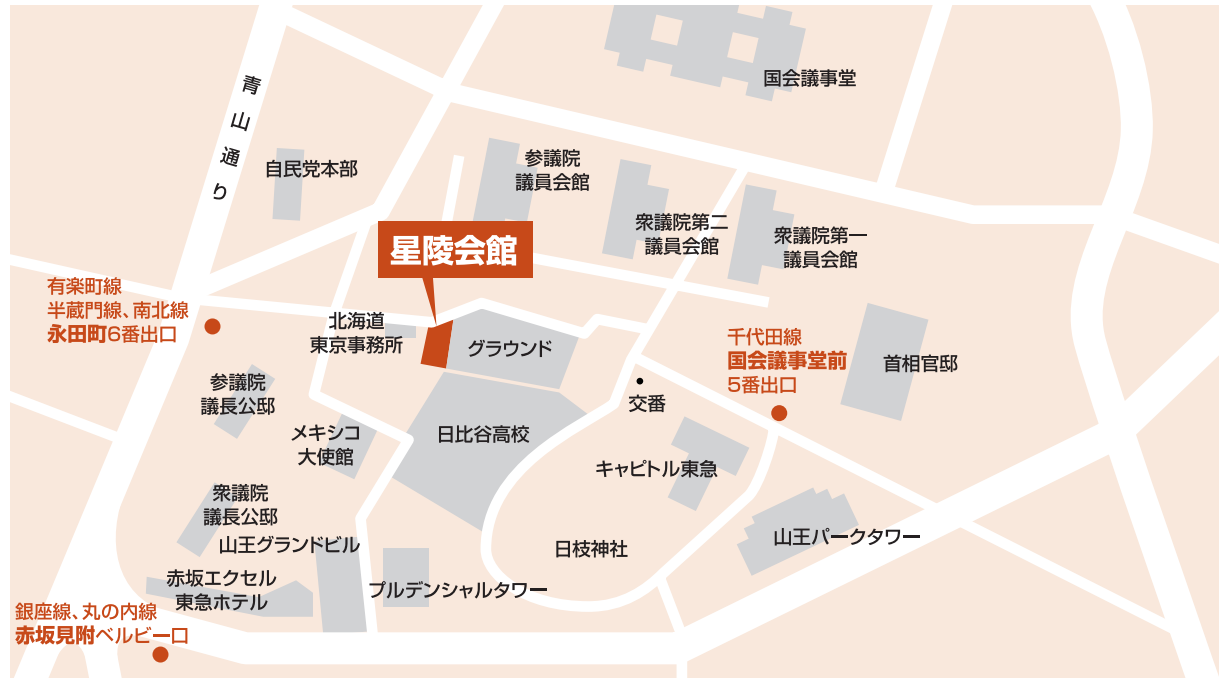 国会議事堂
青山通り
自民党本部
参議院
議員会館
衆議院第二
議員会館
衆議院第一
議員会館
星陵会館
有楽町線
半蔵門線、南北線
永田町6番出口
北海道
東京事務所
グラウンド
千代田線
国会議事堂前
5番出口
首相官邸
参議院
議長公邸
交番
メキシコ
大使館
日比谷高校
キャピトル東急
衆議院
議長公邸
山王グランドビル
日枝神社
山王パークタワー
赤坂エクセル
東急ホテル
プルデンシャルタワー
銀座線、丸の内線
赤坂見附ベルビー口